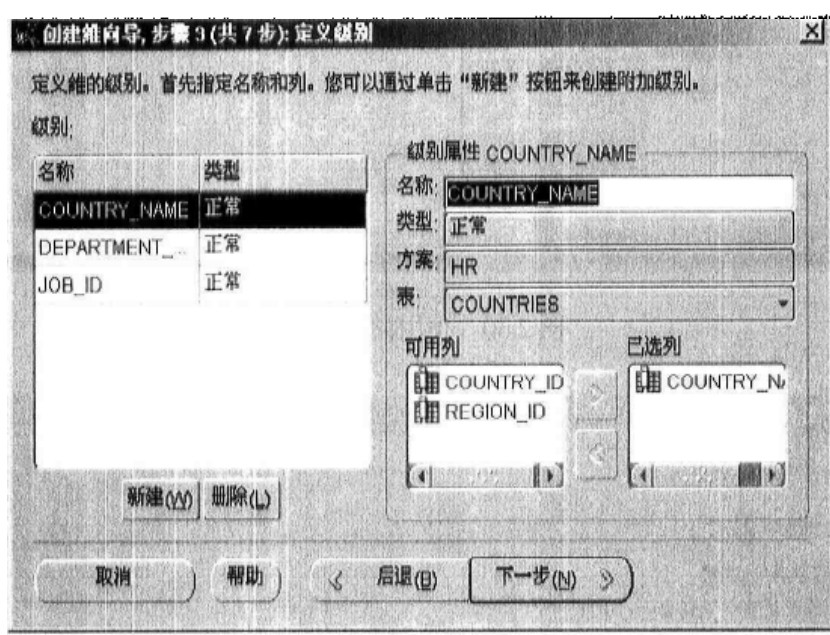 创建维向导, 步骤 3 (共 7 步): 定义级别
定义维的级别。首先指定名称和列。您可以通过单击“新建”按钮来创建附加级别。
级别:
名称 类型
COUNTRY_NAME 正常
DEPARTMENT_... 正常
JOB_ID 正常
新建(W) 删除(L)
级别属性 COUNTRY_NAME
名称: COUNTRY_NAME
类型: 正常
方案: HR
表: COUNTRIES
可用列
COUNTRY_ID
REGION_ID
已选列
COUNTRY_NA
取消 帮助 后退(B) 下一步(N)